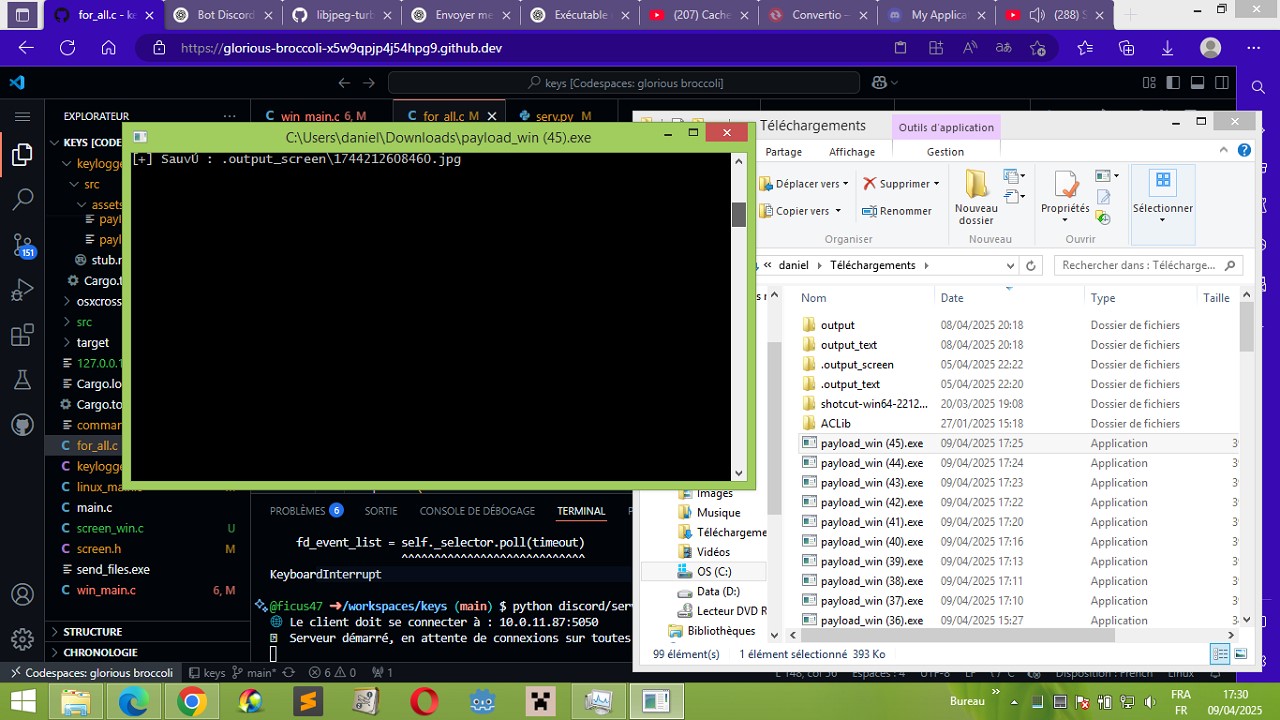 for_all.c - k
Bot Discord
libjpeg-turb
Envoyer me
Exécutable
(207) Cache
Convertio –
My Applica
(288) S
https://glorious-broccoli-x5w9qpjp4j54hpg9.github.dev
keys [Codespaces: glorious broccoli]
EXPLORATEUR
win_main.c 6, M
for_all.c M
serv.py
KEYS [COD
keylogg
src
assets
payl
payl
stub.r
Cargo.t
osxcross
src
target
127.0.0.1
Cargo.lo
Cargo.to
comman
for_all.c
keylogg
linux_main.c
main.c
screen_win.c U
screen.h M
send_files.exe
win_main.c 6, M
STRUCTURE
CHRONOLOGIE
151
C:\Users\daniel\Downloads\payload_win (45).exe
[+] SauvÚ : .output_screen\1744212608460.jpg
PROBLÈMES 6 SORTIE CONSOLE DE DÉBOGAGE TERMINAL
fd_event_list = self._selector.poll(timeout)
^^^^^^^^^^^^^^^^^^^^^^^^^^^^
KeyboardInterrupt
@ficus47 ➜/workspaces/keys (main) $ python discord/serv
Le client doit se connecter à : 10.0.11.87:5050
Serveur démarré, en attente de connexions sur toutes
Codespaces: glorious broccoli keys main* 6 0 1
L 148, col 56 Espaces : 4 UTF-8 LF Disposition : French Linux
Téléchargements
Outils d'application
Partage Affichage Gestion
Déplacer vers
Supprimer
Copier vers
Renommer
Nouveau dossier
Propriétés
Sélectionner
Organiser Nouveau Ouvrir
« daniel Téléchargements
Rechercher dans : Télécharge...
Nom Date Type Taille
output 08/04/2025 20:18 Dossier de fichiers
output_text 08/04/2025 20:18 Dossier de fichiers
.output_screen 05/04/2025 22:22 Dossier de fichiers
.output_text 05/04/2025 22:20 Dossier de fichiers
shotcut-win64-2212... 20/03/2025 19:08 Dossier de fichiers
ACLib 27/01/2025 15:18 Dossier de fichiers
payload_win (45).exe 09/04/2025 17:25 Application
payload_win (44).exe 09/04/2025 17:24 Application
payload_win (43).exe 09/04/2025 17:23 Application
payload_win (42).exe 09/04/2025 17:22 Application
payload_win (41).exe 09/04/2025 17:20 Application
payload_win (40).exe 09/04/2025 17:16 Application
payload_win (39).exe 09/04/2025 17:13 Application
payload_win (38).exe 09/04/2025 17:11 Application
payload_win (37).exe 09/04/2025 17:10 Application
payload_win (36).exe 09/04/2025 15:27 Application
Images
Musique
Téléchargeme
Vidéos
OS (C:)
Data (D:)
Lecteur DVD R
Bibliothèques
99 élément(s) 1 élément sélectionné 393 Ko
Bureau
FRA
FR
17:30
09/04/2025